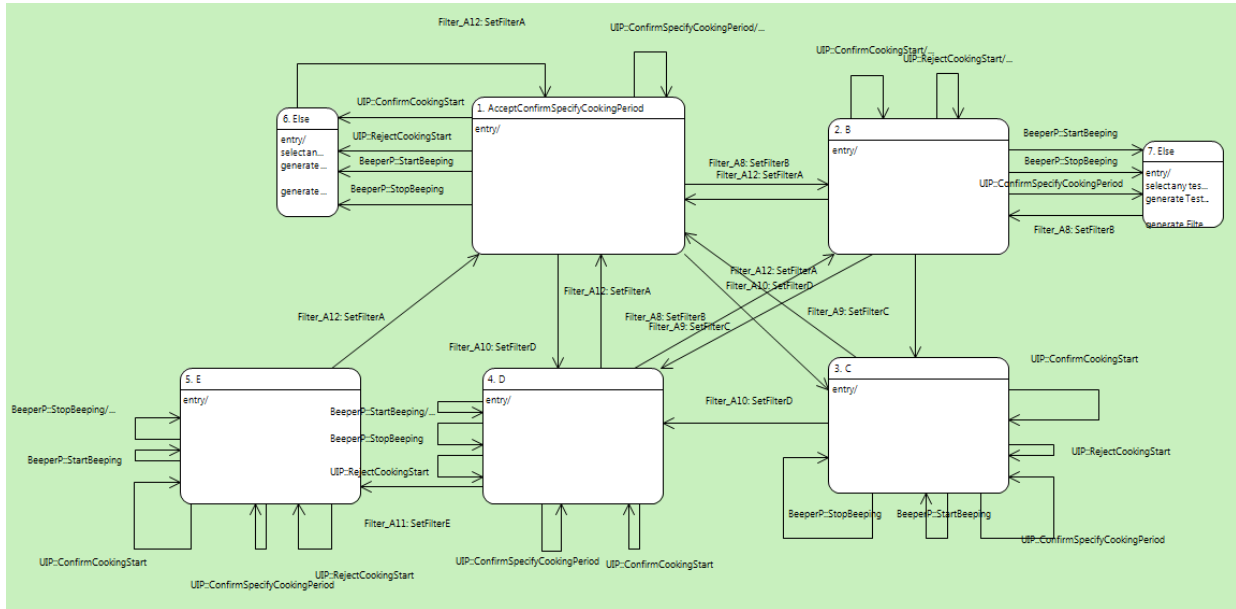 Filter_A12: SetFilterA
UIP::ConfirmSpecifyCookingPeriod/...
UIP::ConfirmCookingStart/...
UIP::RejectCookingStart/...
UIP::ConfirmCookingStart
UIP::RejectCookingStart
BeeperP::StartBeeping
BeeperP::StopBeeping
6. Else
entry/
selectan...
generate...
generate...
1. AcceptConfirmSpecifyCookingPeriod
entry/
2. B
entry/
BeeperP::StartBeeping
BeeperP::StopBeeping
UIP::ConfirmSpecifyCookingPeriod
7. Else
entry/
selectany tes...
generate Test...
generate Filte...
Filter_A8: SetFilterB
Filter_A8: SetFilterB
Filter_A12: SetFilterA
Filter_A12: SetFilterA
Filter_A10: SetFilterD
Filter_A12: SetFilterA
Filter_A12: SetFilterA
Filter_A8: SetFilterB
Filter_A9: SetFilterC
Filter_A9: SetFilterC
Filter_A10: SetFilterD
5. E
entry/
4. D
entry/
3. C
entry/
UIP::ConfirmCookingStart
Filter_A10: SetFilterD
BeeperP::StopBeeping/...
BeeperP::StartBeeping
BeeperP::StartBeeping/...
BeeperP::StopBeeping
UIP::RejectCookingStart
UIP::RejectCookingStart
Filter_A11: SetFilterE
BeeperP::StopBeeping
BeeperP::StartBeeping
UIP::ConfirmSpecifyCookingPeriod
UIP::ConfirmCookingStart
UIP::RejectCookingStart
UIP::ConfirmSpecifyCookingPeriod
UIP::ConfirmSpecifyCookingPeriod
UIP::ConfirmCookingStart